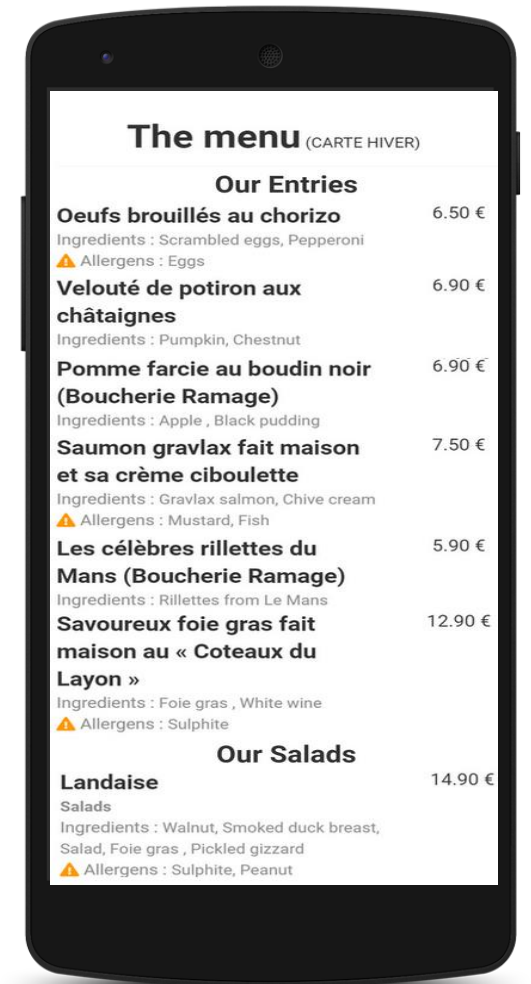 The menu (CARTE HIVER)
Our Entries
Oeufs brouillés au chorizo 6.50 €
Ingredients : Scrambled eggs, Pepperoni
Allergens : Eggs
Velouté de potiron aux 6.90 €
châtaignes
Ingredients : Pumpkin, Chestnut
Pomme farcie au boudin noir 6.90 €
(Boucherie Ramage)
Ingredients : Apple , Black pudding
Saumon gravlax fait maison 7.50 €
et sa crème ciboulette
Ingredients : Gravlax salmon, Chive cream
Allergens : Mustard, Fish
Les célèbres rillettes du 5.90 €
Mans (Boucherie Ramage)
Ingredients : Rillettes from Le Mans
Savoureux foie gras fait 12.90 €
maison au « Coteaux du
Layon »
Ingredients : Foie gras , White wine
Allergens : Sulphite
Our Salads
Landaise 14.90 €
Salads
Ingredients : Walnut, Smoked duck breast,
Salad, Foie gras , Pickled gizzard
Allergens : Sulphite, Peanut